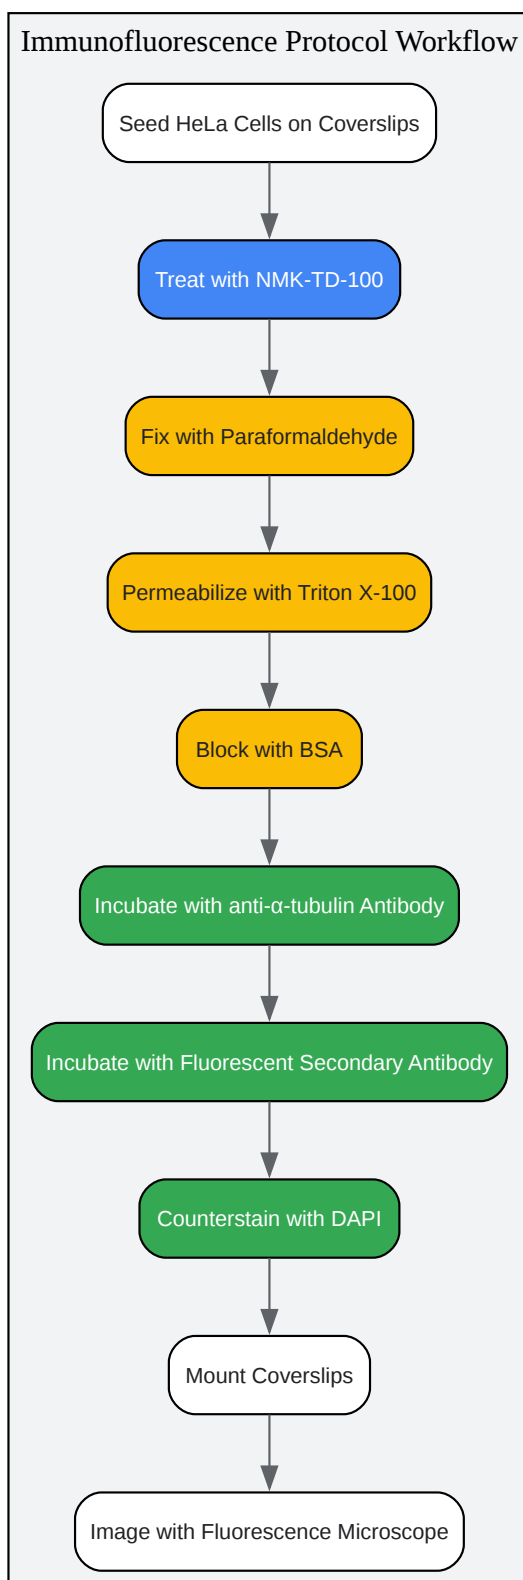 Immunofluorescence Protocol Workflow
Seed HeLa Cells on Coverslips
Treat with NMK-TD-100
Fix with Paraformaldehyde
Permeabilize with Triton X-100
Block with BSA
Incubate with anti-α-tubulin Antibody
Incubate with Fluorescent Secondary Antibody
Counterstain with DAPI
Mount Coverslips
Image with Fluorescence Microscope